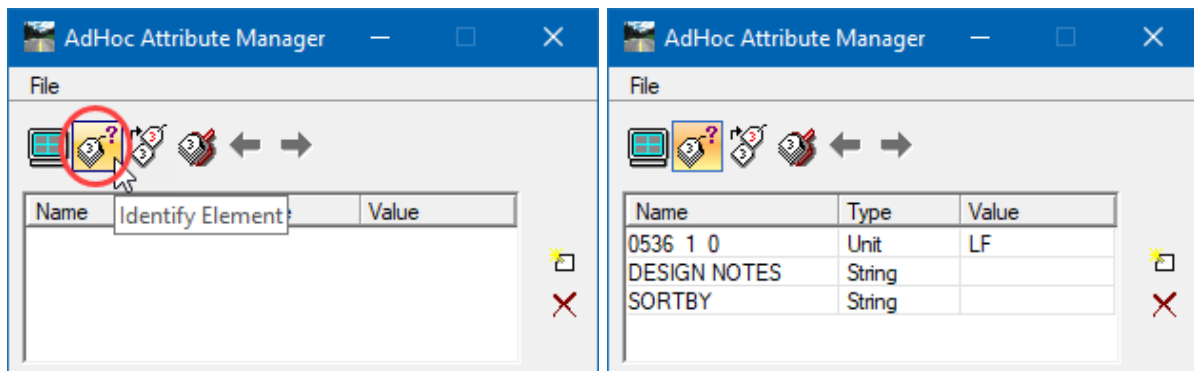 AdHoc Attribute Manager
File
Name Identify Element Value
AdHoc Attribute Manager
File
Name Type Value
0536 1 0 Unit LF
DESIGN NOTES String
SORTBY String